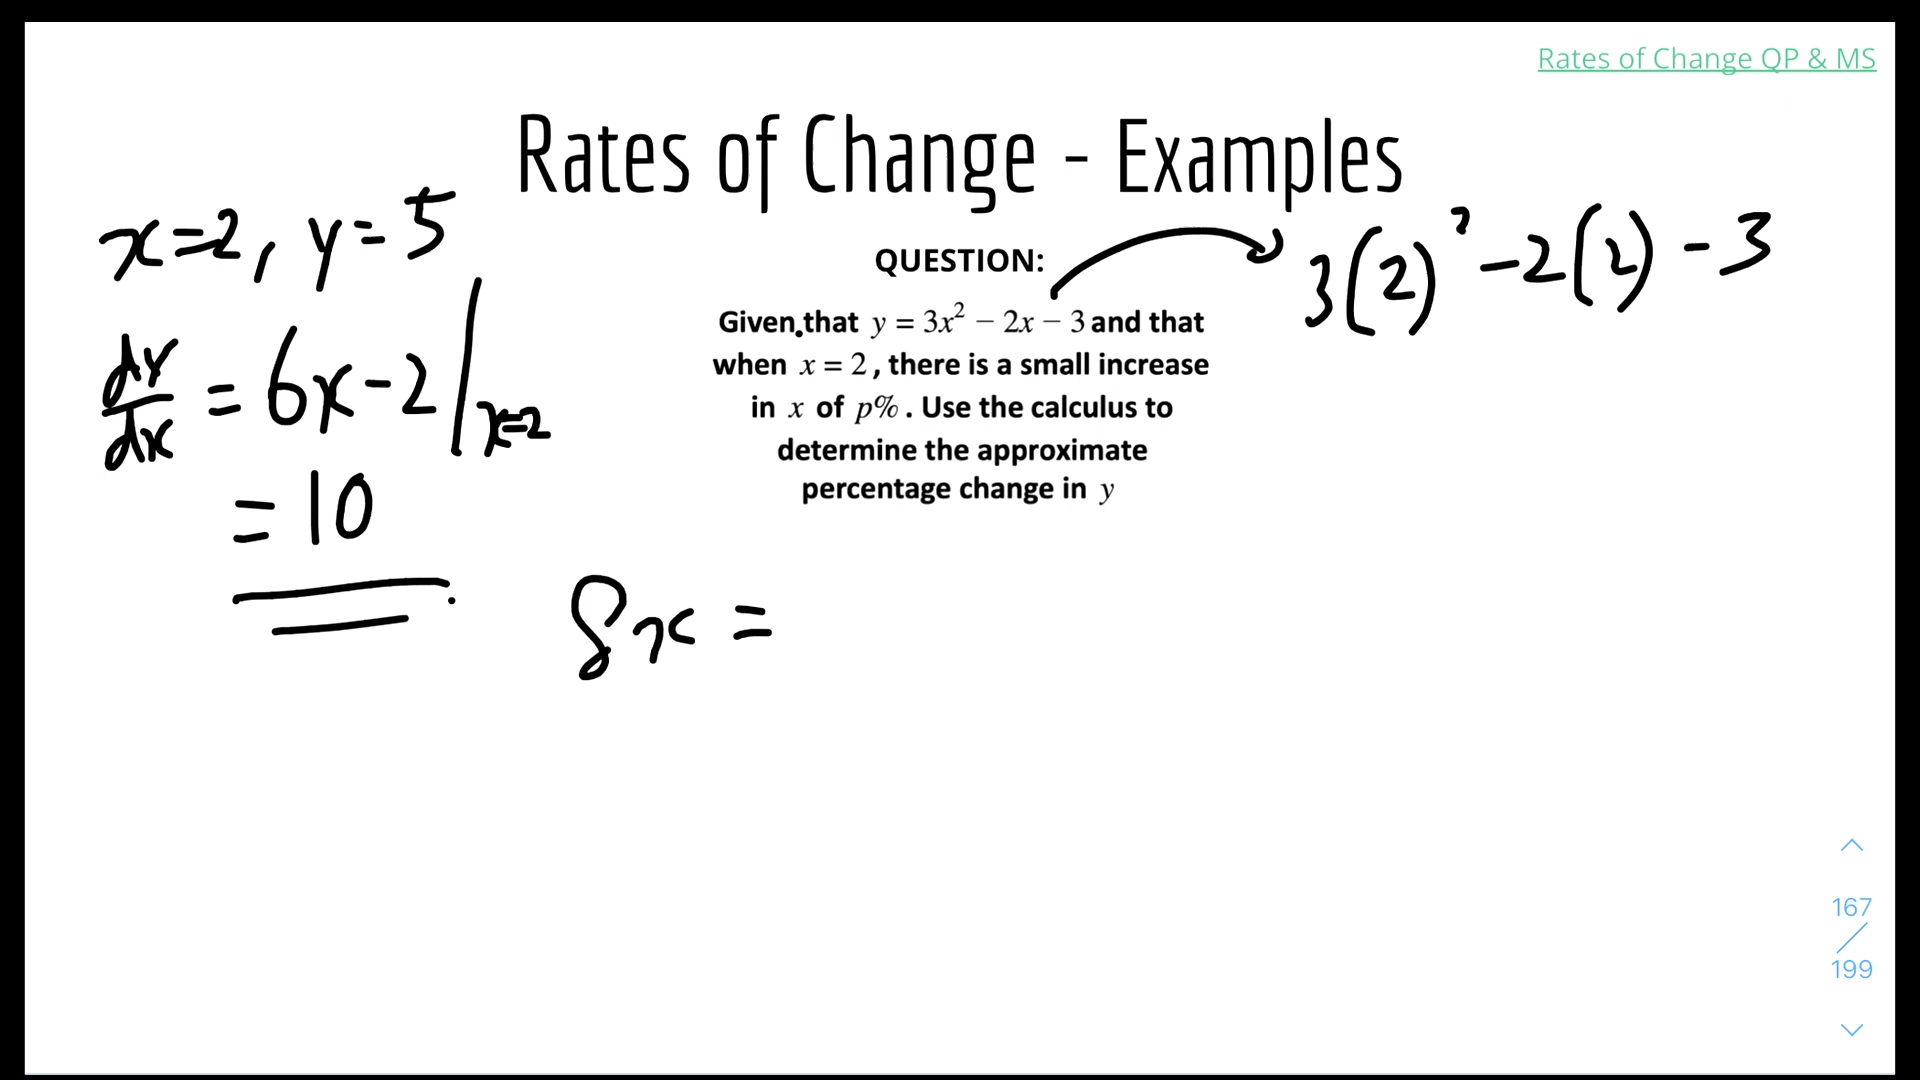 Rates of Change QP & MS
Rates of Change - Examples
x=2, y=5
QUESTION:
3(2)² -2(2) -3
Given that y = 3x² − 2x − 3 and that
when x = 2, there is a small increase
in x of p%. Use the calculus to
determine the approximate
percentage change in y
dy/dx = 6x-2 | x=2
= 10
δx =
167
/
199